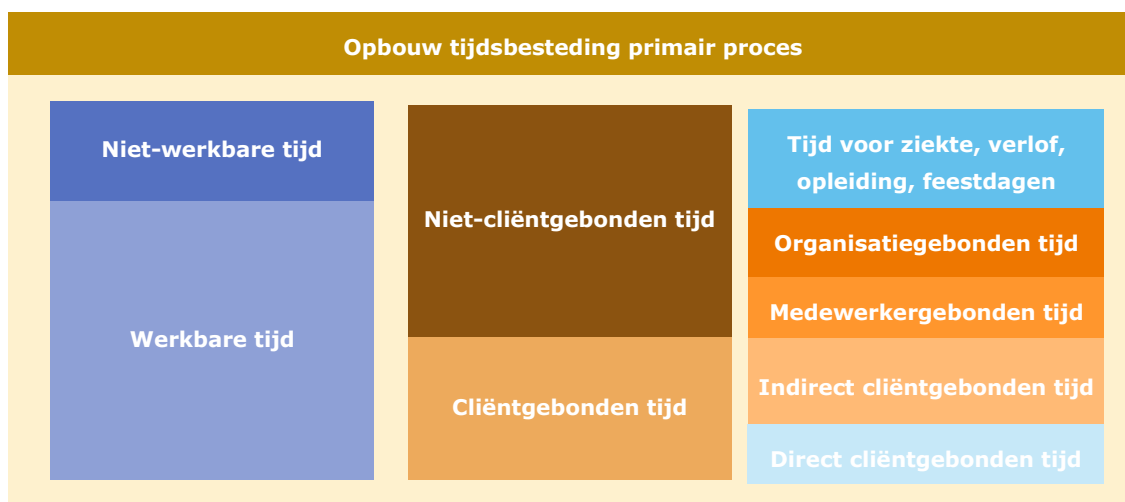 Opbouw tijdsbesteding primair proces
Niet-werkbare tijd
Werkbare tijd
Niet-cliëntgebonden tijd
Cliëntgebonden tijd
Tijd voor ziekte, verlof,
opleiding, feestdagen
Organisatiegebonden tijd
Medewerkergebonden tijd
Indirect cliëntgebonden tijd
Direct cliëntgebonden tijd